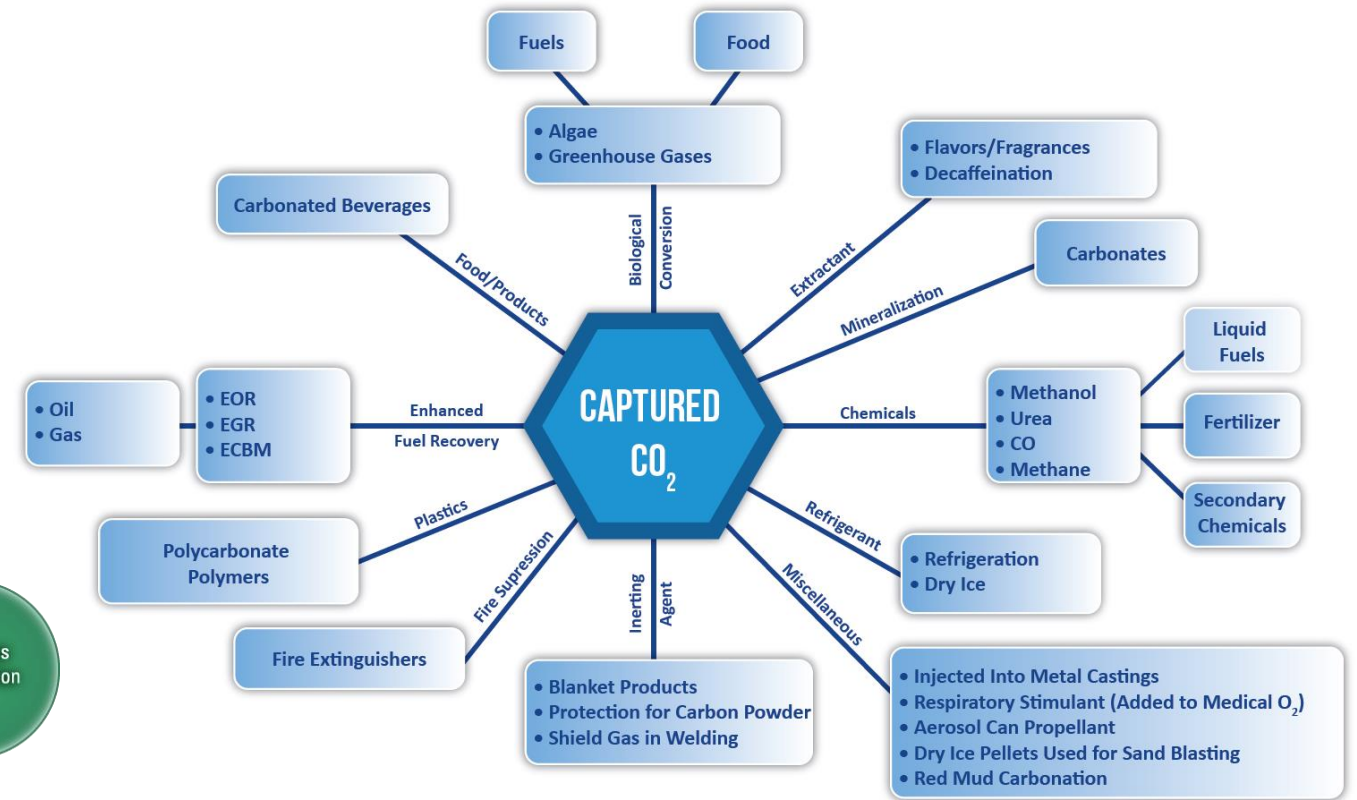 Fuels
Food
• Algae
• Greenhouse Gases
• Flavors/Fragrances
• Decaffeination
Carbonated Beverages
Biological
Conversion
Food/Products
Extractant
Carbonates
Mineralization
Liquid
Fuels
• Oil
• Gas
• EOR
• EGR
• ECBM
Enhanced
Fuel Recovery
CAPTURED
CO₂
Chemicals
• Methanol
• Urea
• CO
• Methane
Fertilizer
Secondary
Chemicals
Plastics
Polycarbonate
Polymers
Refrigerant
• Refrigeration
• Dry Ice
Fire Supression
Fire Extinguishers
Inerting
Agent
Miscellaneous
• Blanket Products
• Protection for Carbon Powder
• Shield Gas in Welding
• Injected Into Metal Castings
• Respiratory Stimulant (Added to Medical O₂)
• Aerosol Can Propellant
• Dry Ice Pellets Used for Sand Blasting
• Red Mud Carbonation